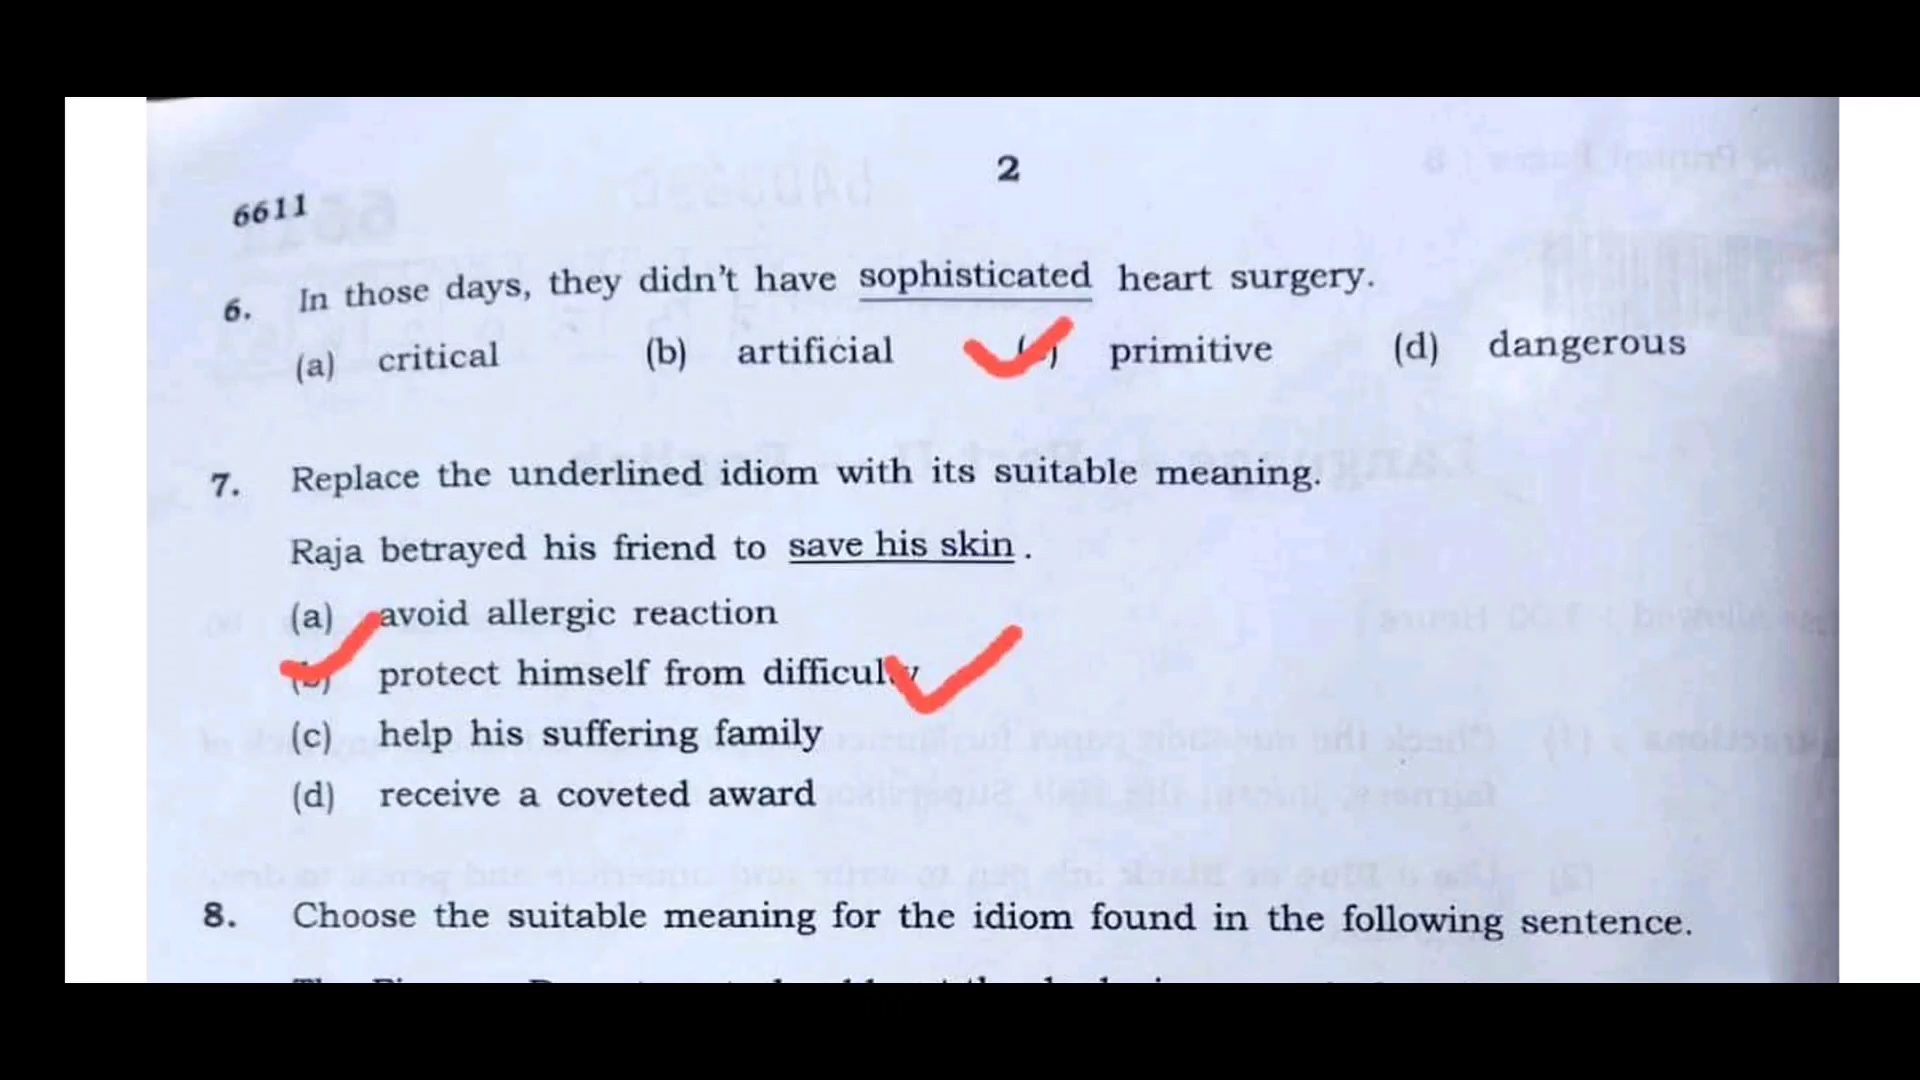 2
6611
6. In those days, they didn't have sophisticated heart surgery.
(a) critical (b) artificial (c) primitive (d) dangerous
7. Replace the underlined idiom with its suitable meaning.
Raja betrayed his friend to save his skin .
(a) avoid allergic reaction
(b) protect himself from difficulty
(c) help his suffering family
(d) receive a coveted award
8. Choose the suitable meaning for the idiom found in the following sentence.